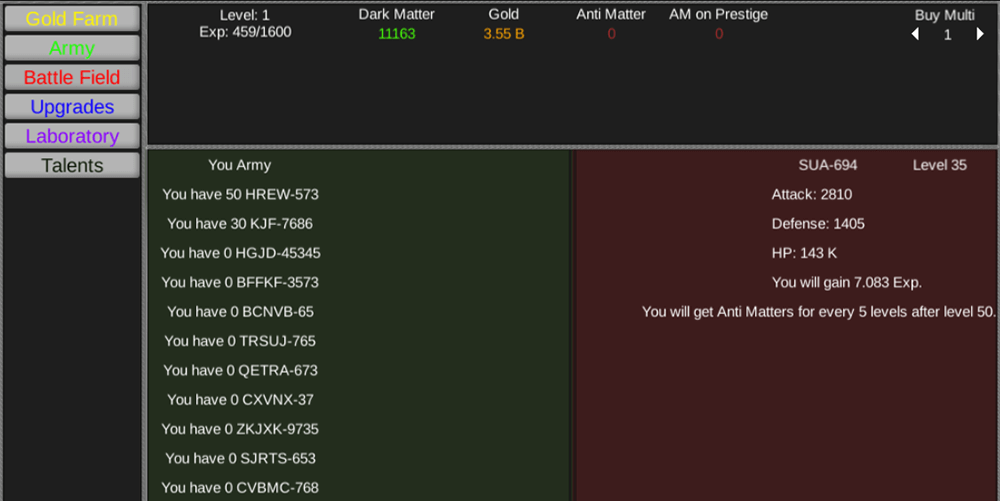 Gold Farm
Army
Battle Field
Upgrades
Laboratory
Talents
Level: 1
Exp: 459/1600
Dark Matter
11163
Gold
3.55 B
Anti Matter
0
AM on Prestige
0
Buy Multi
1
You Army
You have 50 HREW-573
You have 30 KJF-7686
You have 0 HGJD-45345
You have 0 BFFKF-3573
You have 0 BCNVB-65
You have 0 TRSUJ-765
You have 0 QETRA-673
You have 0 CXVNX-37
You have 0 ZKJXK-9735
You have 0 SJRTS-653
You have 0 CVBMC-768
SUA-694 Level 35
Attack: 2810
Defense: 1405
HP: 143 K
You will gain 7.083 Exp.
You will get Anti Matters for every 5 levels after level 50.